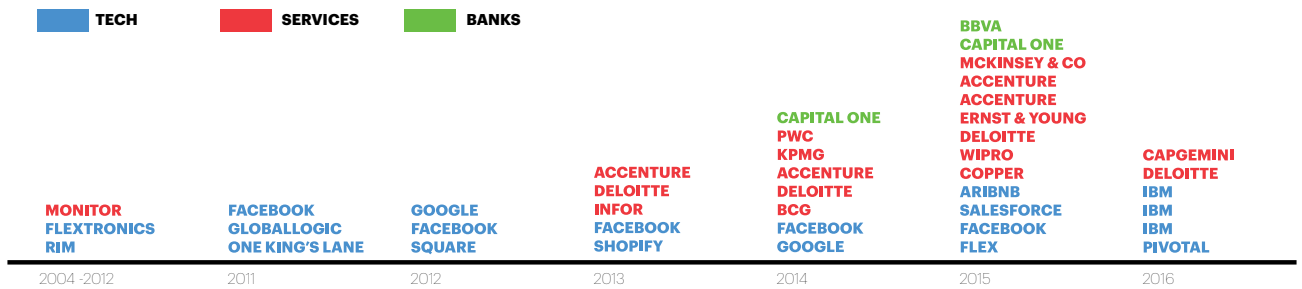 TECH
SERVICES
BANKS
MONITOR
FLEXTRONICS
RIM
2004 -2012
FACEBOOK
GLOBALLOGIC
ONE KING'S LANE
2011
GOOGLE
FACEBOOK
SQUARE
2012
ACCENTURE
DELOITTE
INFOR
FACEBOOK
SHOPIFY
2013
CAPITAL ONE
PWC
KPMG
ACCENTURE
DELOITTE
BCG
FACEBOOK
GOOGLE
2014
BBVA
CAPITAL ONE
MCKINSEY & CO
ACCENTURE
ACCENTURE
ERNST & YOUNG
DELOITTE
WIPRO
COPPER
ARIBNB
SALESFORCE
FACEBOOK
FLEX
2015
CAPGEMINI
DELOITTE
IBM
IBM
IBM
PIVOTAL
2016